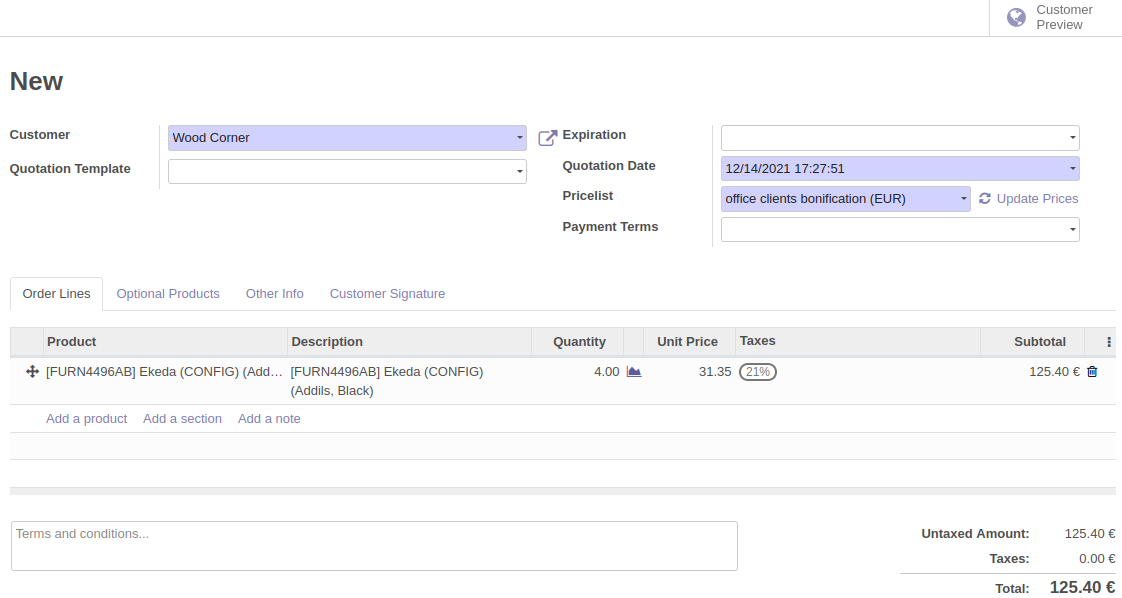 Customer
Preview
New
Customer
Wood Corner
Quotation Template
Expiration
Quotation Date
12/14/2021 17:27:51
Pricelist
office clients bonification (EUR)
Update Prices
Payment Terms
Order Lines Optional Products Other Info Customer Signature
Product Description Quantity Unit Price Taxes Subtotal
[FURN4496AB] Ekeda (CONFIG) (Add... [FURN4496AB] Ekeda (CONFIG) 4.00 31.35 21% 125.40 €
(Addils, Black)
Add a product Add a section Add a note
Terms and conditions...
Untaxed Amount: 125.40 €
Taxes: 0.00 €
Total: 125.40 €